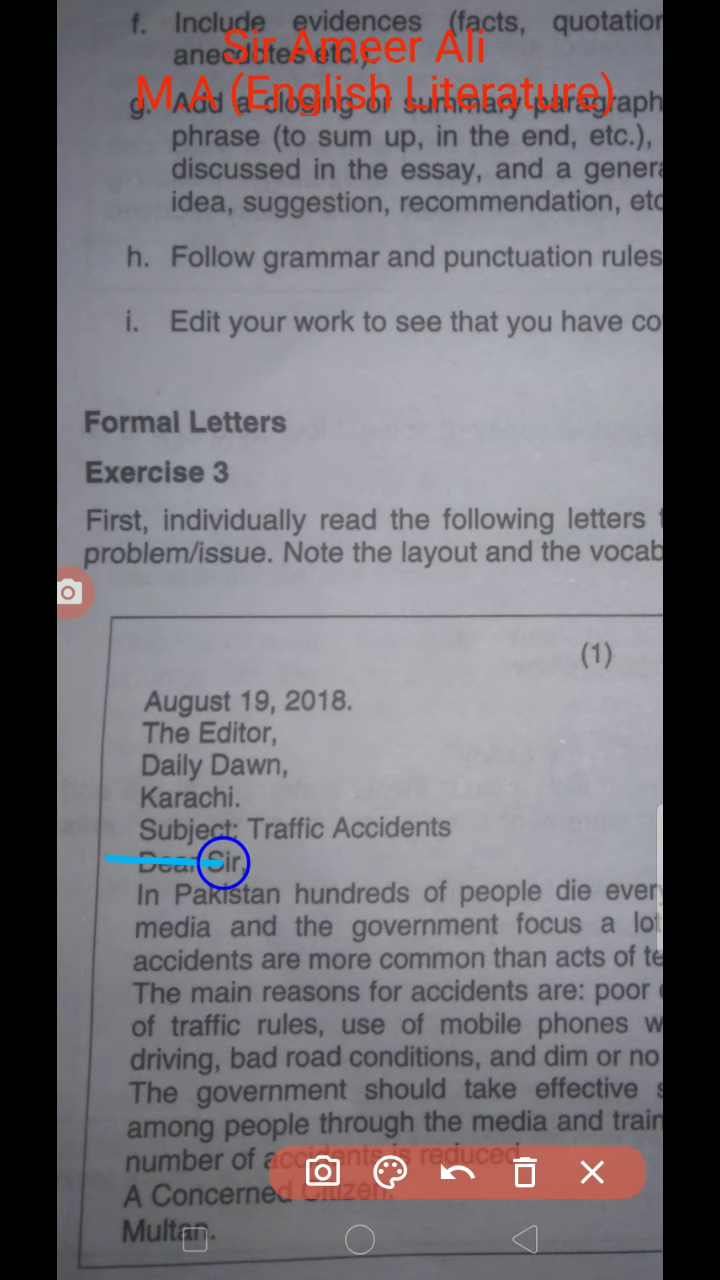 f. Include evidences (facts, quotation
Sir Ameer Ali
anecdotes etc.)
M.A (English Literature)
g. Add a closing or summary paragraph
phrase (to sum up, in the end, etc.),
discussed in the essay, and a genera
idea, suggestion, recommendation, etc
h. Follow grammar and punctuation rules
i. Edit your work to see that you have co
Formal Letters
Exercise 3
First, individually read the following letters
problem/issue. Note the layout and the vocab
(1)
August 19, 2018.
The Editor,
Daily Dawn,
Karachi.
Subject: Traffic Accidents
Dear Sir,
In Pakistan hundreds of people die every
media and the government focus a lot
accidents are more common than acts of te
The main reasons for accidents are: poor
of traffic rules, use of mobile phones w
driving, bad road conditions, and dim or no
The government should take effective s
among people through the media and train
number of accidents is reduced.
A Concerned Citizen.
Multan.